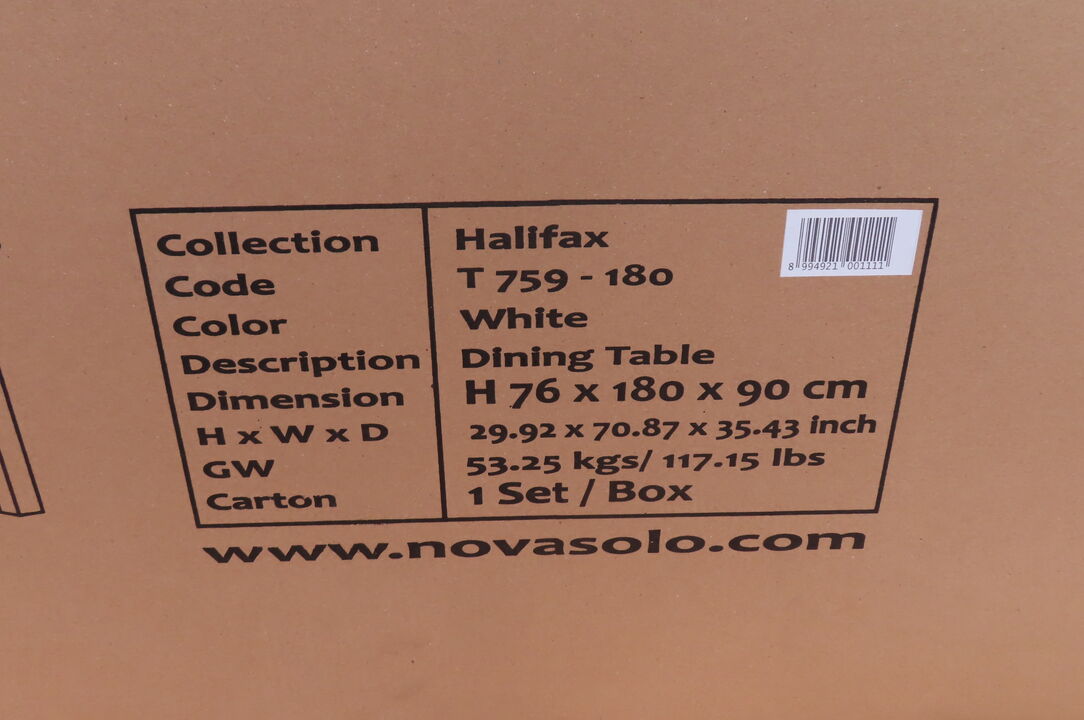 Collection Halifax
Code T 759 - 180
Color White
Description Dining Table
Dimension H 76 x 180 x 90 cm
H x W x D 29.92 x 70.87 x 35.43 inch
GW 53.25 kgs/ 117.15 lbs
Carton 1 Set / Box
8 994921 001111
www.novasolo.com